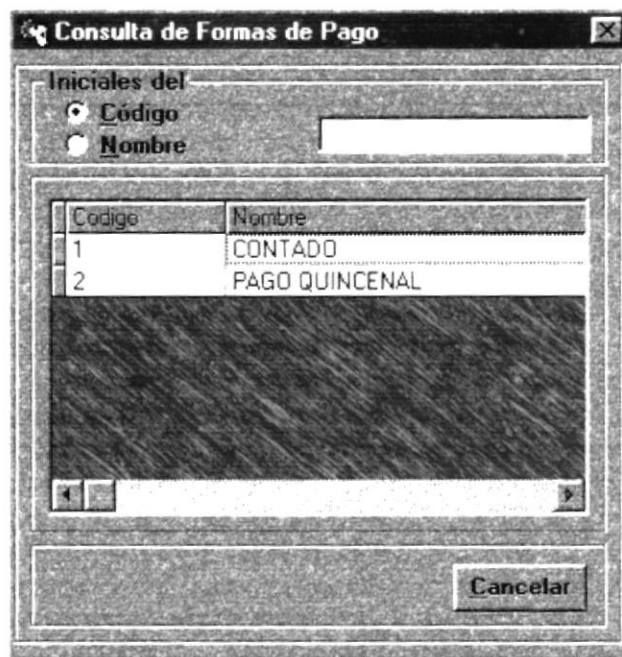 Consulta de Formas de Pago
Iniciales del
Código
Nombre
Codigo Nombre
1 CONTADO
2 PAGO QUINCENAL
Cancelar